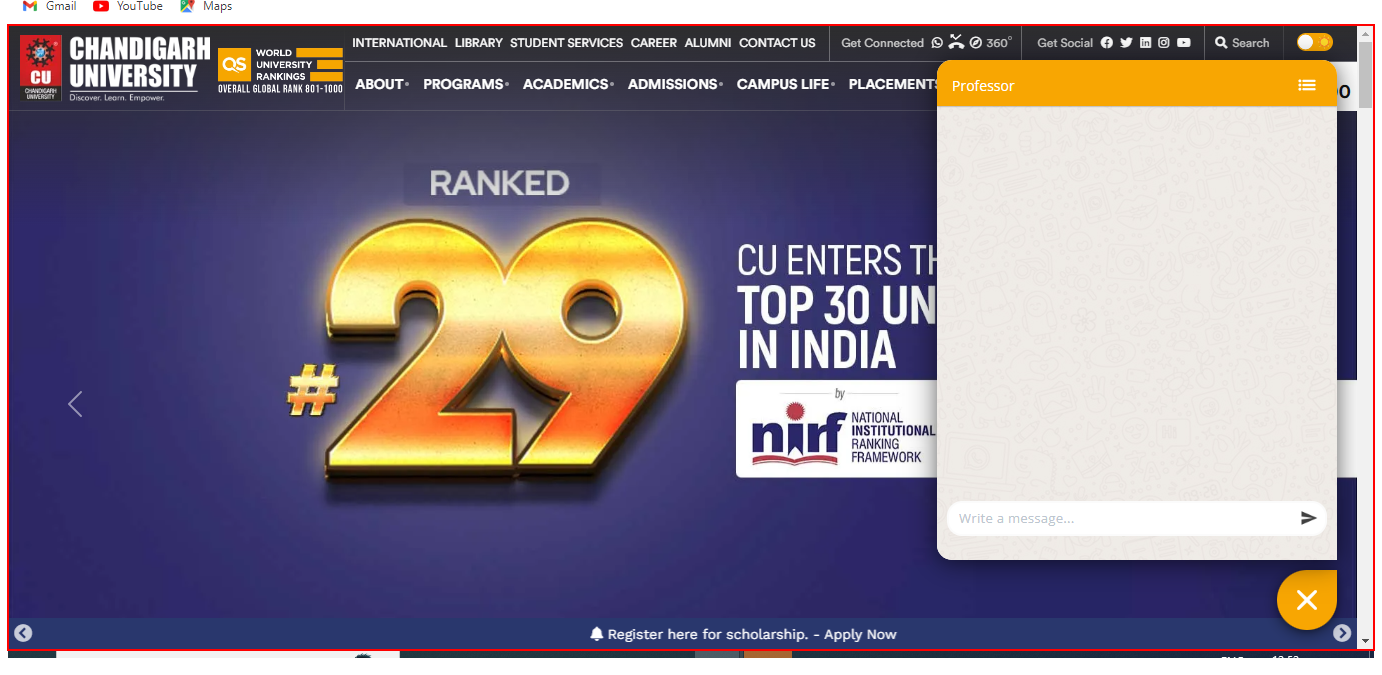 Gmail YouTube Maps
INTERNATIONAL LIBRARY STUDENT SERVICES CAREER ALUMNI CONTACT US Get Connected 360° Get Social Search
CU
CHANDIGARH
UNIVERSITY
CHANDIGARH
UNIVERSITY
Discover. Learn. Empower.
QS
WORLD
UNIVERSITY
RANKINGS
OVERALL GLOBAL RANK 801-1000
ABOUT PROGRAMS ACADEMICS ADMISSIONS CAMPUS LIFE PLACEMENTS
Professor
RANKED
#29
CU ENTERS TH
TOP 30 UN
IN INDIA
by
nirf
NATIONAL
INSTITUTIONAL
RANKING
FRAMEWORK
Write a message...
Register here for scholarship. - Apply Now